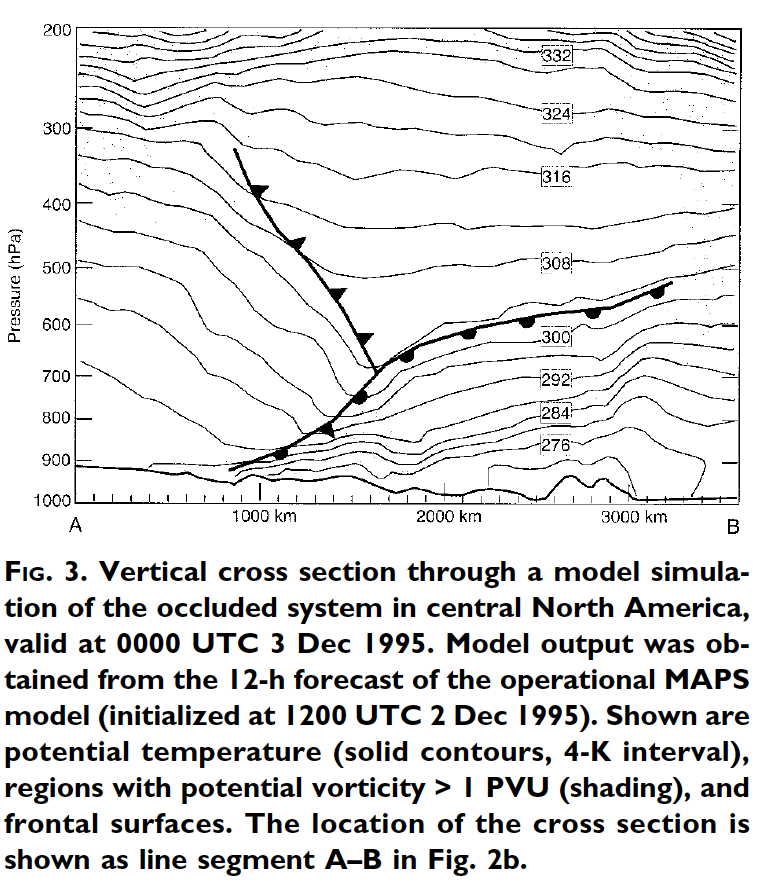 200
332
324
300
316
400
308
500
600
300
700
292
284
800
276
900
1000
A
1000 km
2000 km
3000 km
B
Pressure (hPa)
FIG. 3. Vertical cross section through a model simula-
tion of the occluded system in central North America,
valid at 0000 UTC 3 Dec 1995. Model output was ob-
tained from the 12-h forecast of the operational MAPS
model (initialized at 1200 UTC 2 Dec 1995). Shown are
potential temperature (solid contours, 4-K interval),
regions with potential vorticity > 1 PVU (shading), and
frontal surfaces. The location of the cross section is
shown as line segment A–B in Fig. 2b.